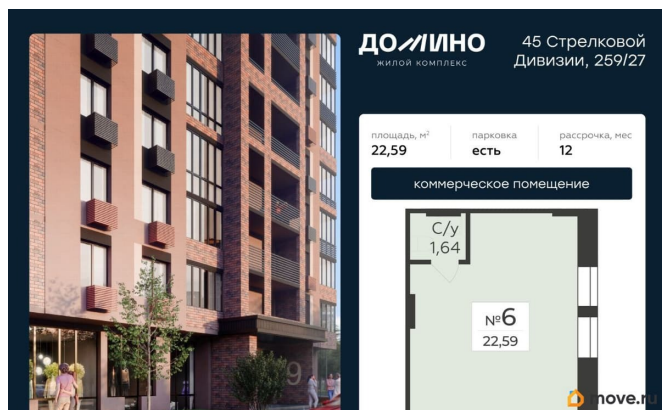 ДОМИНО
ЖИЛОЙ КОМПЛЕКС
45 Стрелковой
Дивизии, 259/27
площадь, м²
22,59
парковка
есть
рассрочка, мес
12
коммерческое помещение
С/у
1,64
№6
22,59
9
move.ru